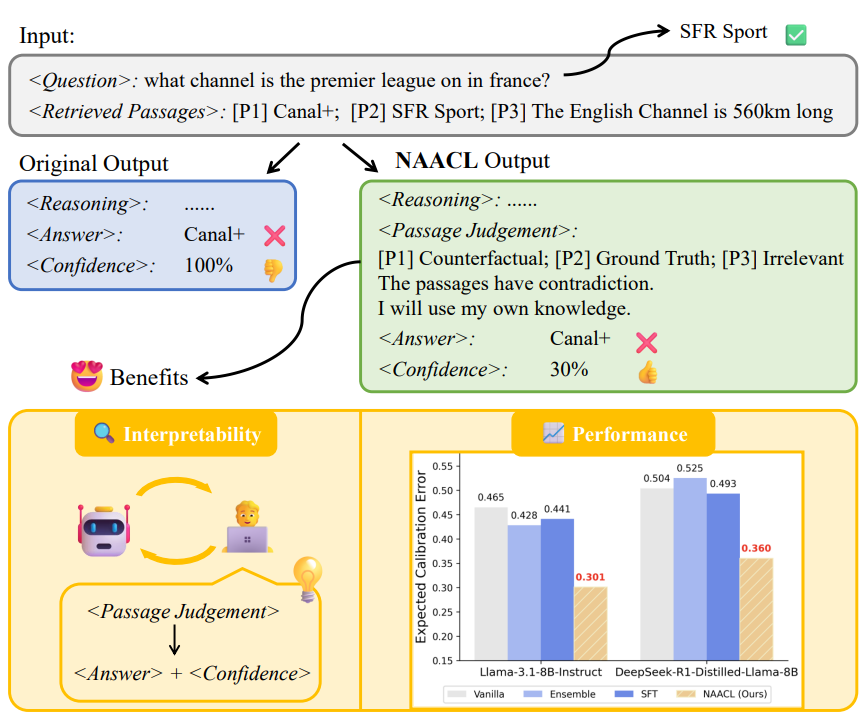 Input:
SFR Sport
<Question>: what channel is the premier league on in france?
<Retrieved Passages>: [P1] Canal+; [P2] SFR Sport; [P3] The English Channel is 560km long
Original Output
<Reasoning>: ......
<Answer>: Canal+
<Confidence>: 100%
NAACL Output
<Reasoning>: ......
<Passage Judgement>:
[P1] Counterfactual; [P2] Ground Truth; [P3] Irrelevant
The passages have contradiction.
I will use my own knowledge.
<Answer>: Canal+
<Confidence>: 30%
Benefits
Interpretability
<Passage Judgement>
<Answer> + <Confidence>
Performance
Expected Calibration Error
0.55
0.50
0.45
0.40
0.35
0.30
0.25
0.20
0.15
0.465
0.428
0.441
0.301
0.504
0.525
0.493
0.360
Llama-3.1-8B-Instruct
DeepSeek-R1-Distilled-Llama-8B
Vanilla
Ensemble
SFT
NAACL (Ours)